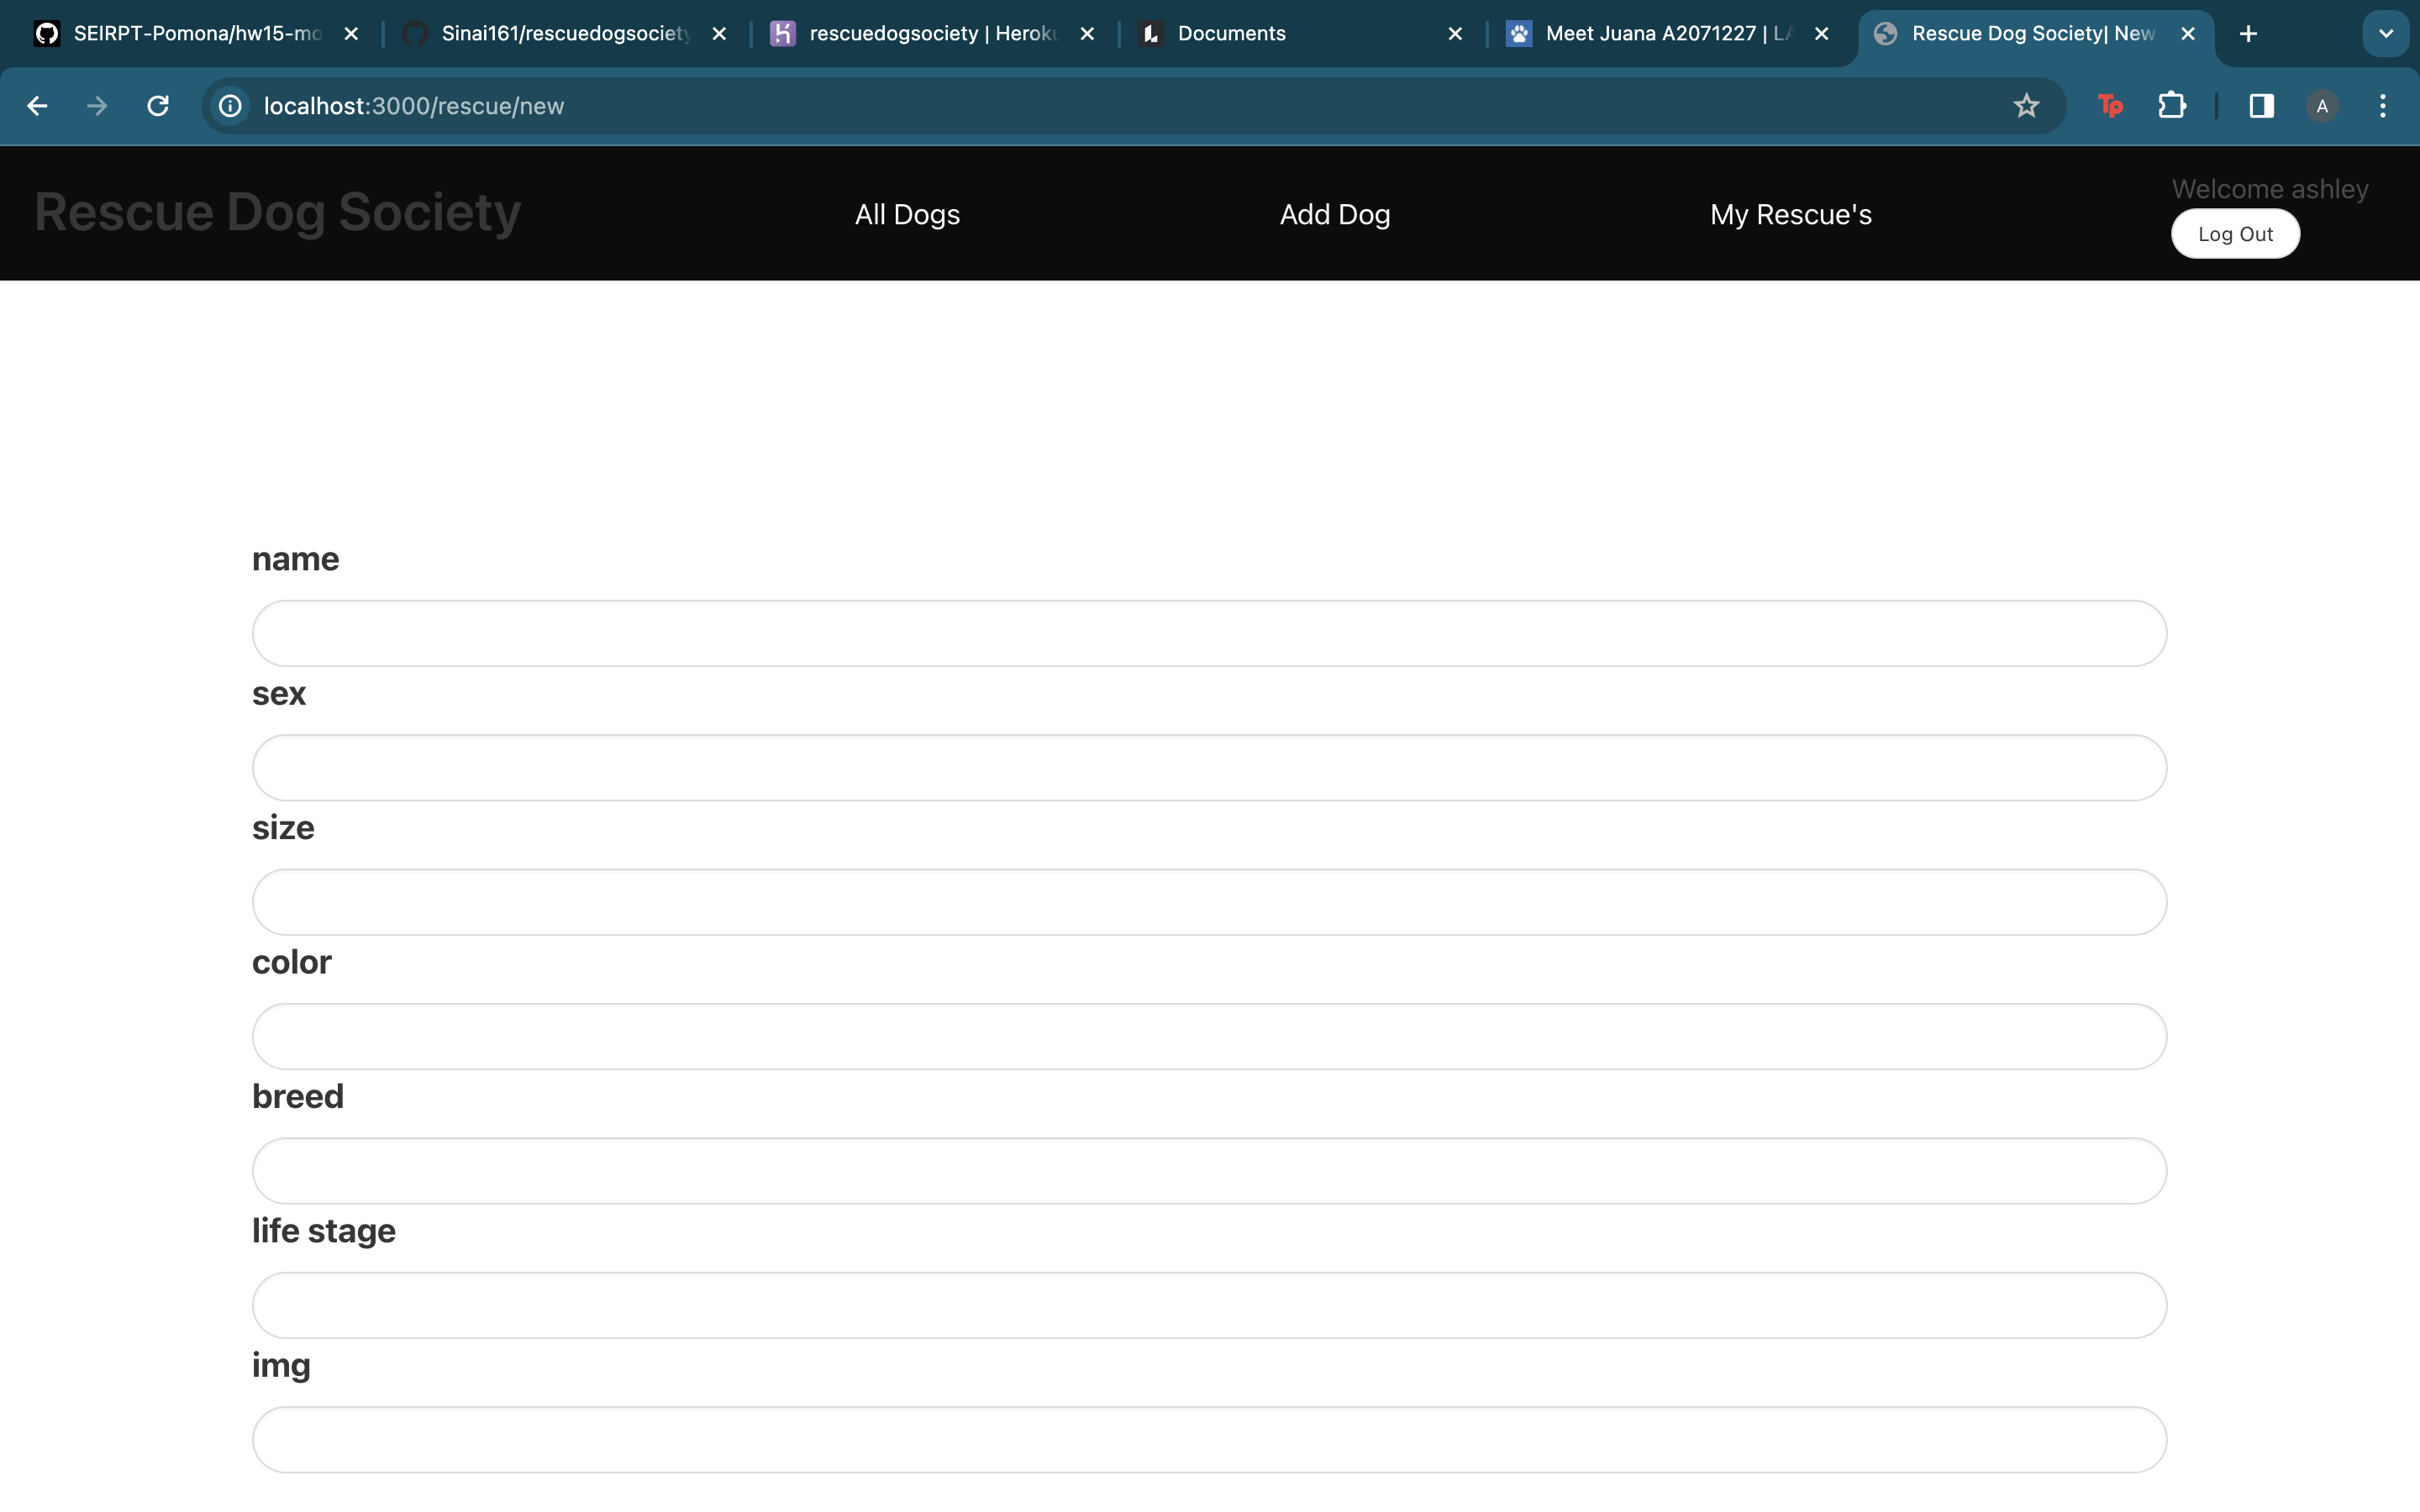 SEIRPT-Pomona/hw15-mo
Sinai161/rescuedogsociety
rescuedogsociety | Heroku
Documents
Meet Juana A2071227 | LA
Rescue Dog Society| New
localhost:3000/rescue/new
Tp
A
Rescue Dog Society
All Dogs
Add Dog
My Rescue's
Welcome ashley
Log Out
name
sex
size
color
breed
life stage
img